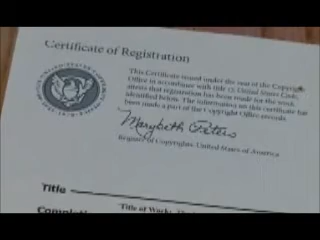 Certificate of Registration
This Certificate issued under the seal of the Copyright
Office in accordance with title 17, United States Code,
attests that registration has been made for the work
identified below. The information on this certificate has
been made a part of the Copyright Office records.
Marybeth Peters
Register of Copyrights, United States of America
Title
Completion
Title of Work: